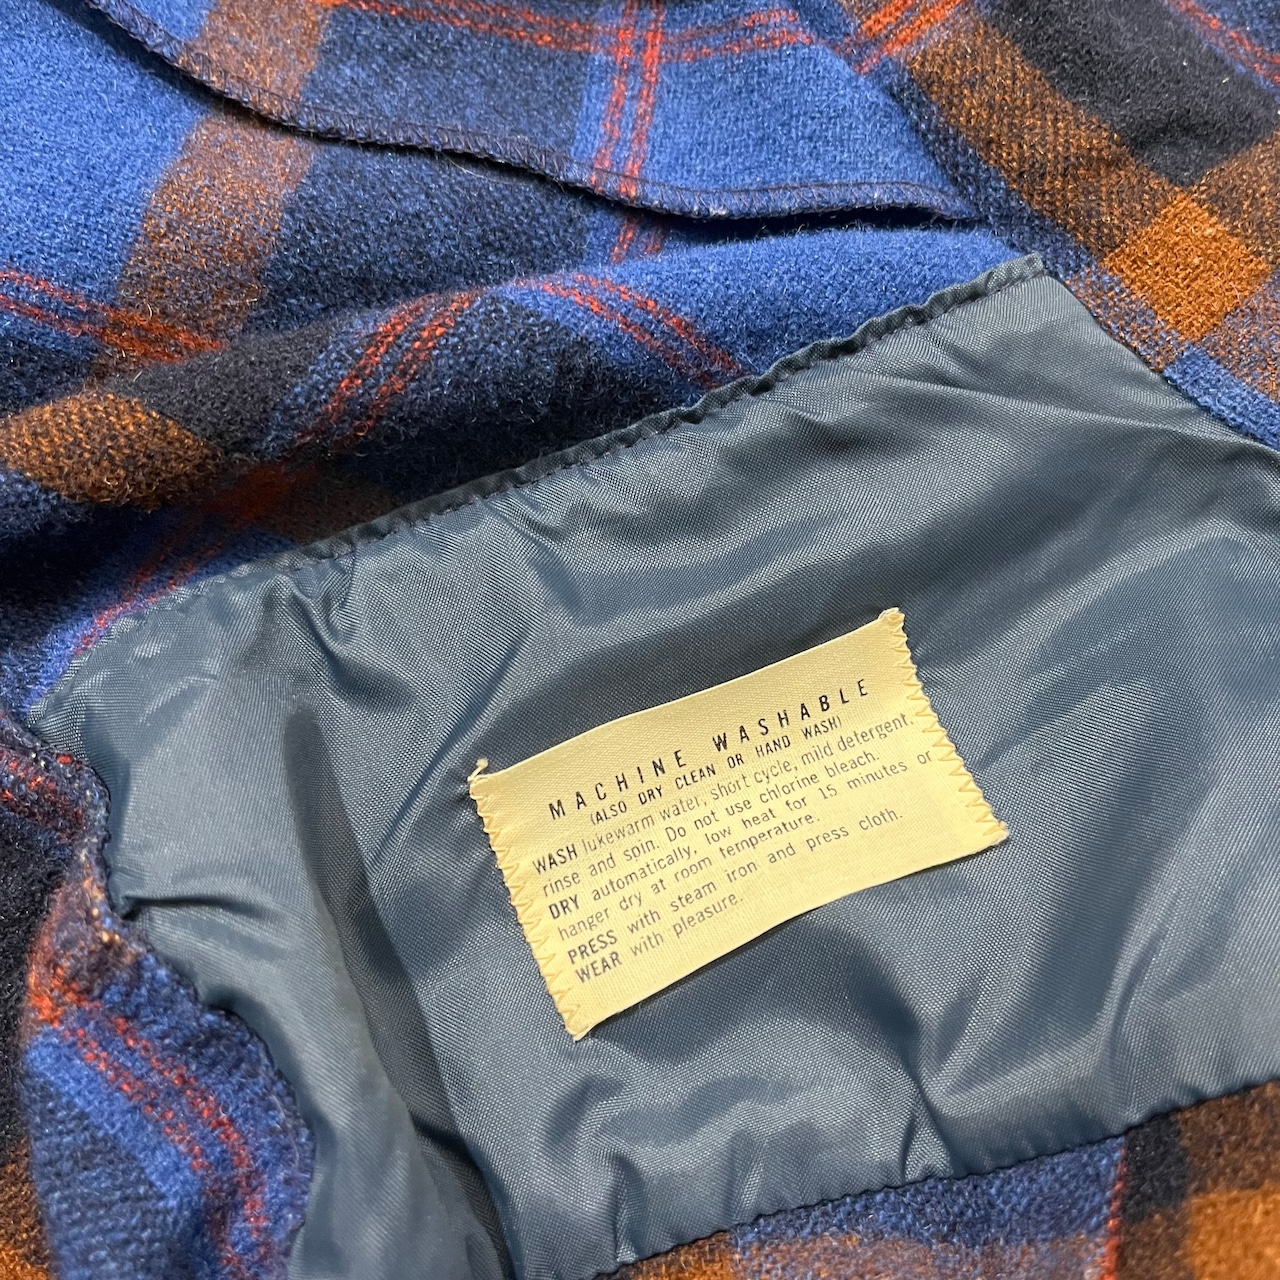 MACHINE WASHABLE
(ALSO DRY CLEAN OR HAND WASH)
WASH lukewarm water, short cycle, mild detergent,
rinse and spin. Do not use chlorine bleach.
DRY automatically, low heat for 15 minutes or
hanger dry at room temperature.
PRESS with steam iron and press cloth.
WEAR with pleasure.